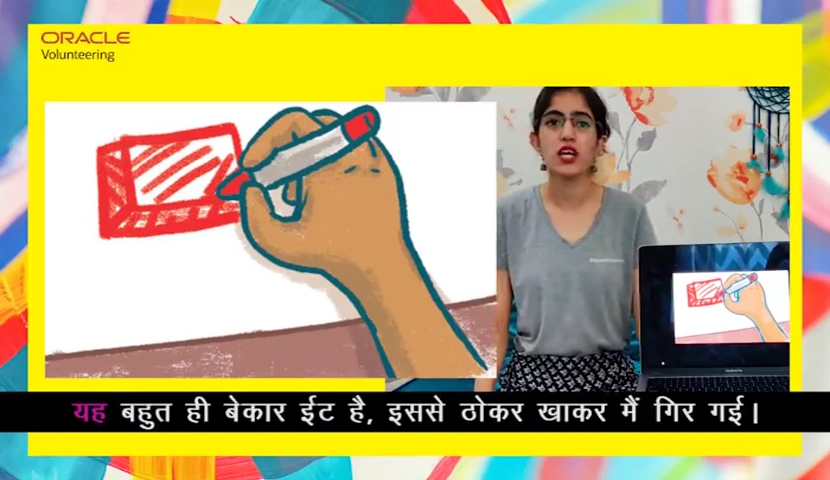 ORACLE
Volunteering
यह बहुत ही बेकार ईट है, इससे ठोकर खाकर मैं गिर गई।